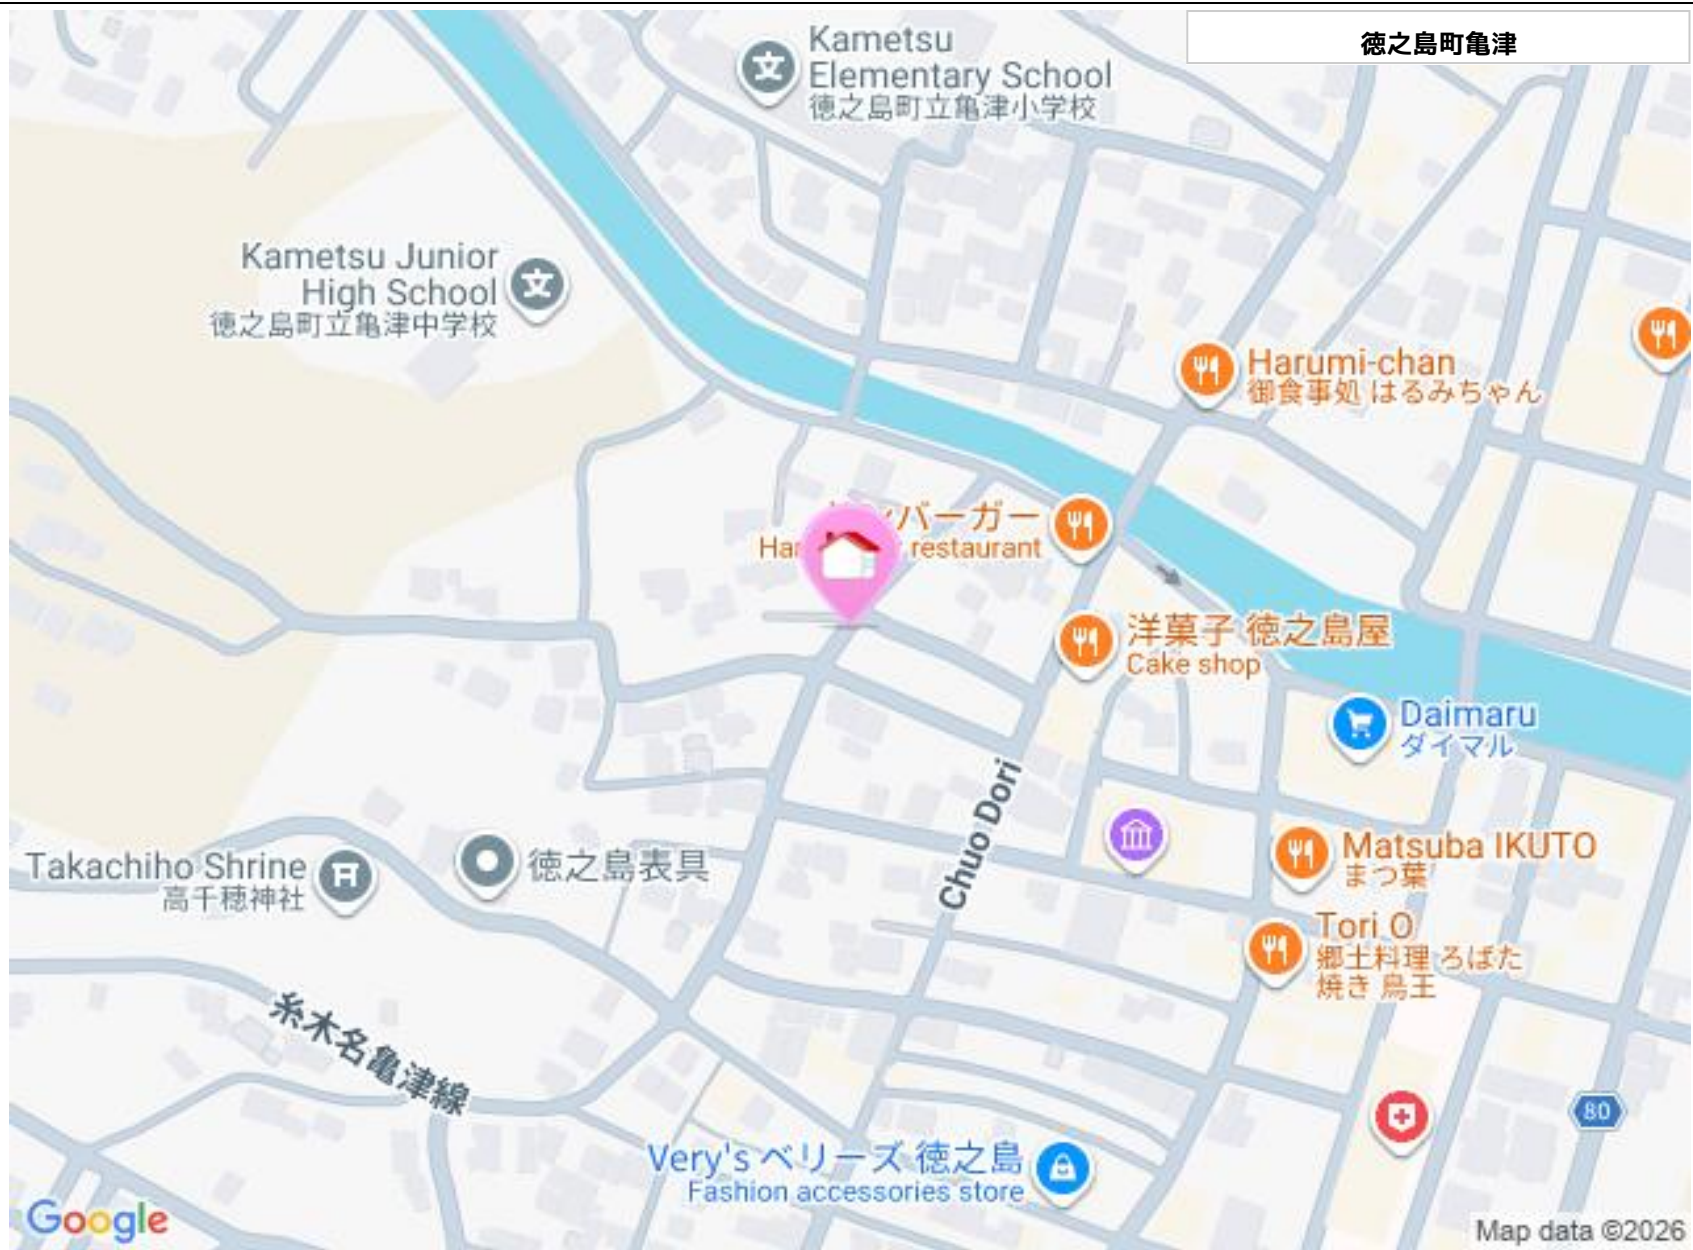 徳之島町亀津
Kametsu
Elementary School
徳之島町立亀津小学校
Kametsu Junior
High School
徳之島町立亀津中学校
Harumi-chan
御食事処 はるみちゃん
バーガー
restaurant
洋菓子 徳之島屋
Cake shop
Daimaru
ダイマル
Chuo Dori
Matsuba IKUTO
まつ葉
Takachiho Shrine
高千穂神社
徳之島表具
Tori O
郷土料理 ろばた
焼き 鳥王
糸木名亀津線
80
Very's ベリーズ 徳之島
Fashion accessories store
Google
Map data ©2026